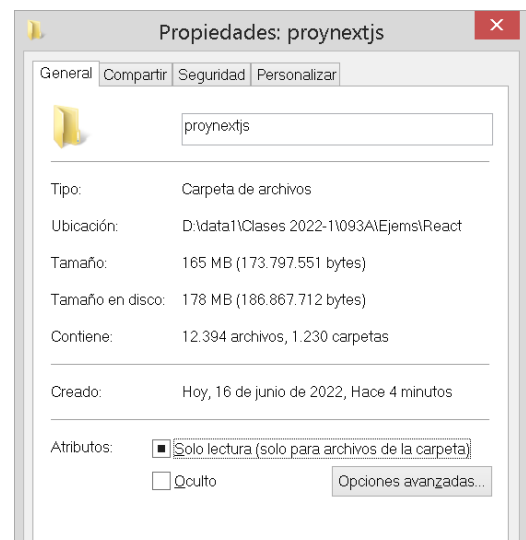 Propiedades: proynextjs
General Compartir Seguridad Personalizar
proynextjs
Tipo: Carpeta de archivos
Ubicación: D:\data1\Clases 2022-1\093A\Ejems\React
Tamaño: 165 MB (173.797.551 bytes)
Tamaño en disco: 178 MB (186.867.712 bytes)
Contiene: 12.394 archivos, 1.230 carpetas
Creado: Hoy, 16 de junio de 2022, Hace 4 minutos
Atributos: Solo lectura (solo para archivos de la carpeta)
Oculto Opciones avanzadas...